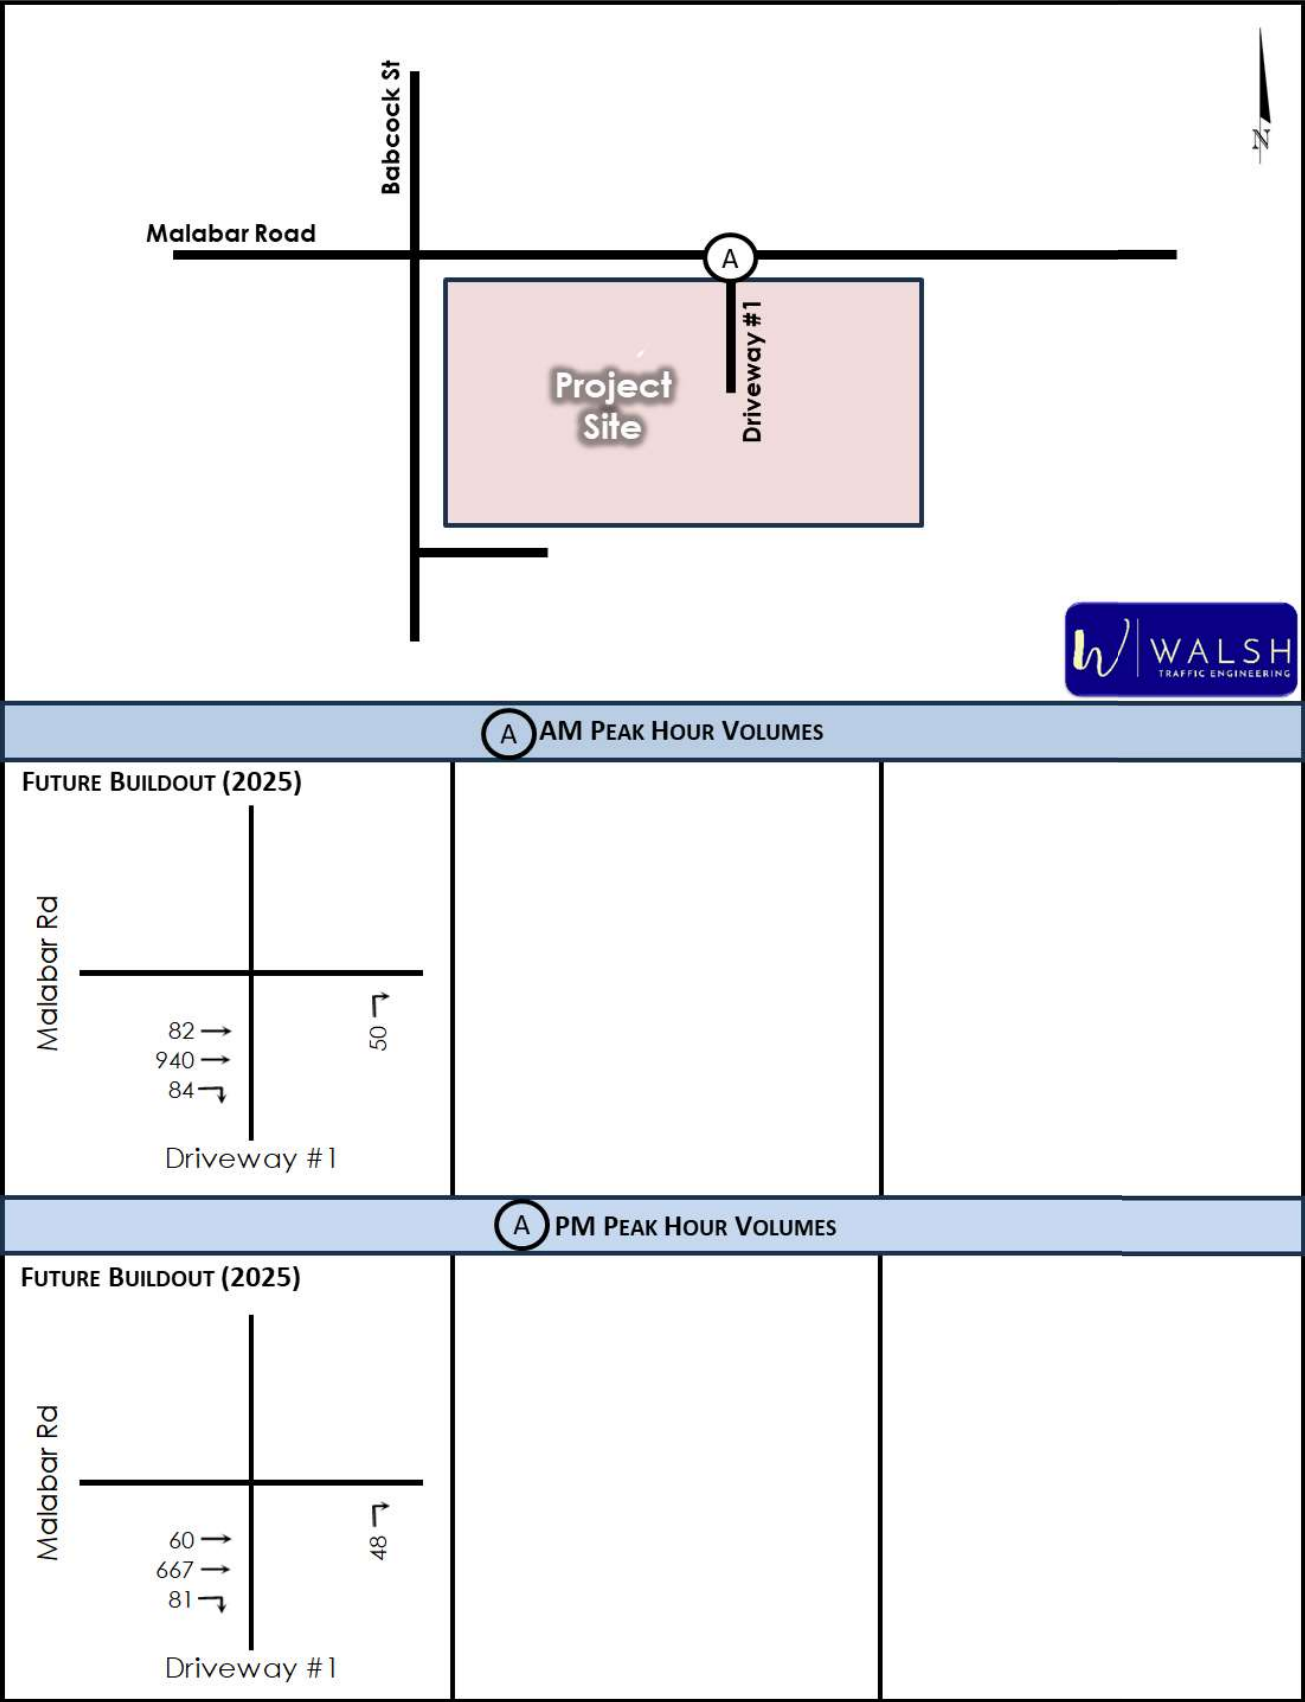 Babcock St
N
Malabar Road
A
Driveway #1
Project
Site
W WALSH
TRAFFIC ENGINEERING
A AM PEAK HOUR VOLUMES
FUTURE BUILDOUT (2025)
Malabar Rd
82 →
940 →
84
50
Driveway #1
A PM PEAK HOUR VOLUMES
FUTURE BUILDOUT (2025)
Malabar Rd
60 →
667 →
81
48
Driveway #1